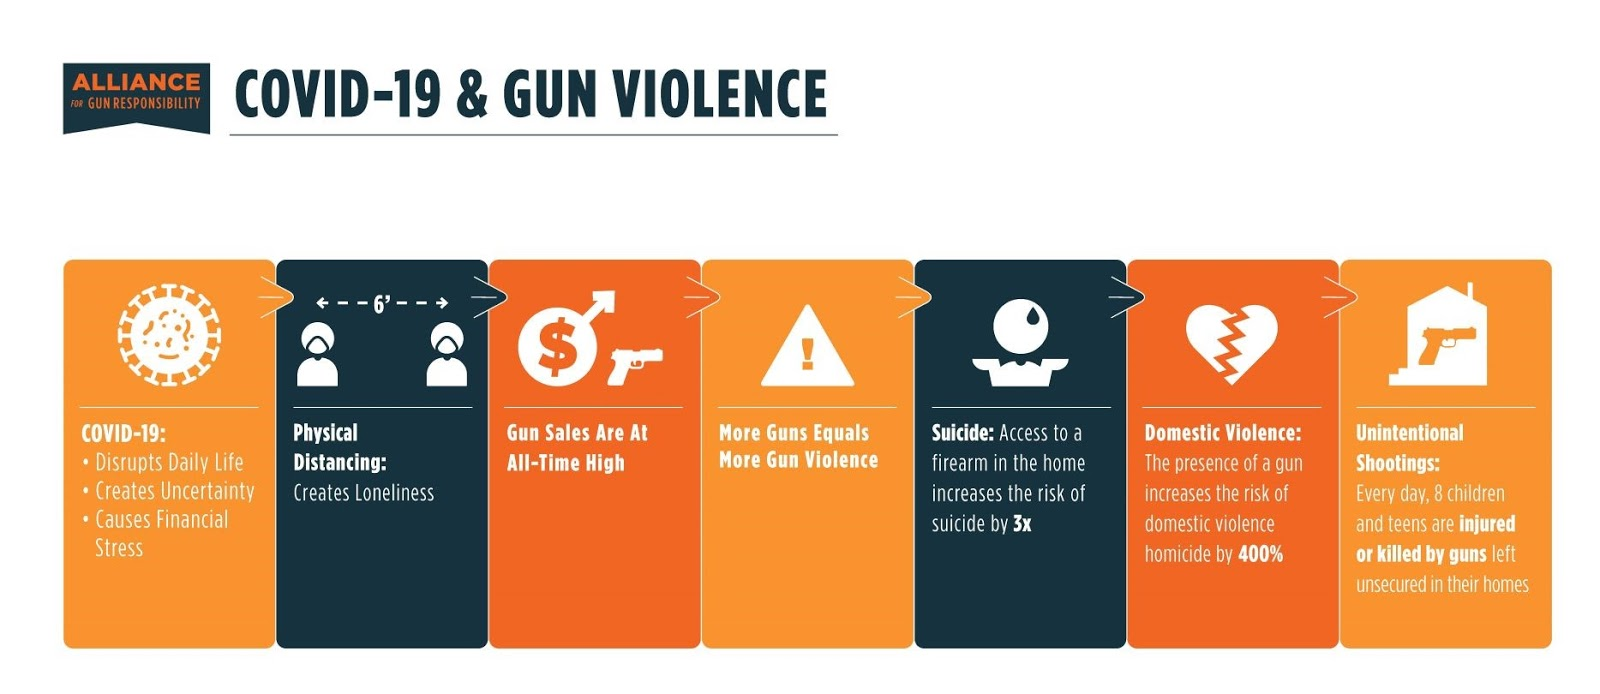 ALLIANCE
FOR GUN RESPONSIBILITY
COVID-19 & GUN VIOLENCE
COVID-19:
• Disrupts Daily Life
• Creates Uncertainty
• Causes Financial
Stress
6'
Physical
Distancing:
Creates Loneliness
$
Gun Sales Are At
All-Time High
!
More Guns Equals
More Gun Violence
Suicide: Access to a
firearm in the home
increases the risk of
suicide by 3x
Domestic Violence:
The presence of a gun
increases the risk of
domestic violence
homicide by 400%
Unintentional
Shootings:
Every day, 8 children
and teens are injured
or killed by guns left
unsecured in their homes